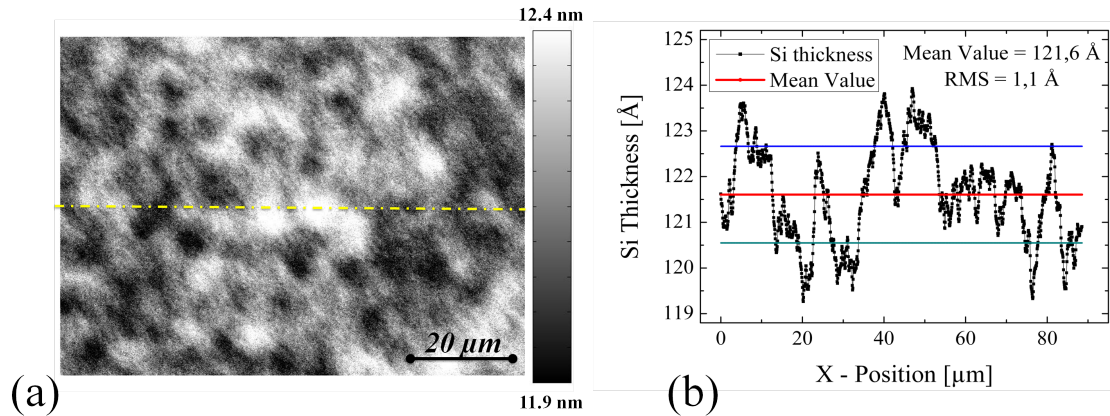 12.4 nm
20 µm
11.9 nm
(a)
Si thickness
Mean Value
Mean Value = 121,6 Å
RMS = 1,1 Å
125
124
123
122
121
120
119
Si Thickness [Å]
0
20
40
60
80
X - Position [µm]
(b)